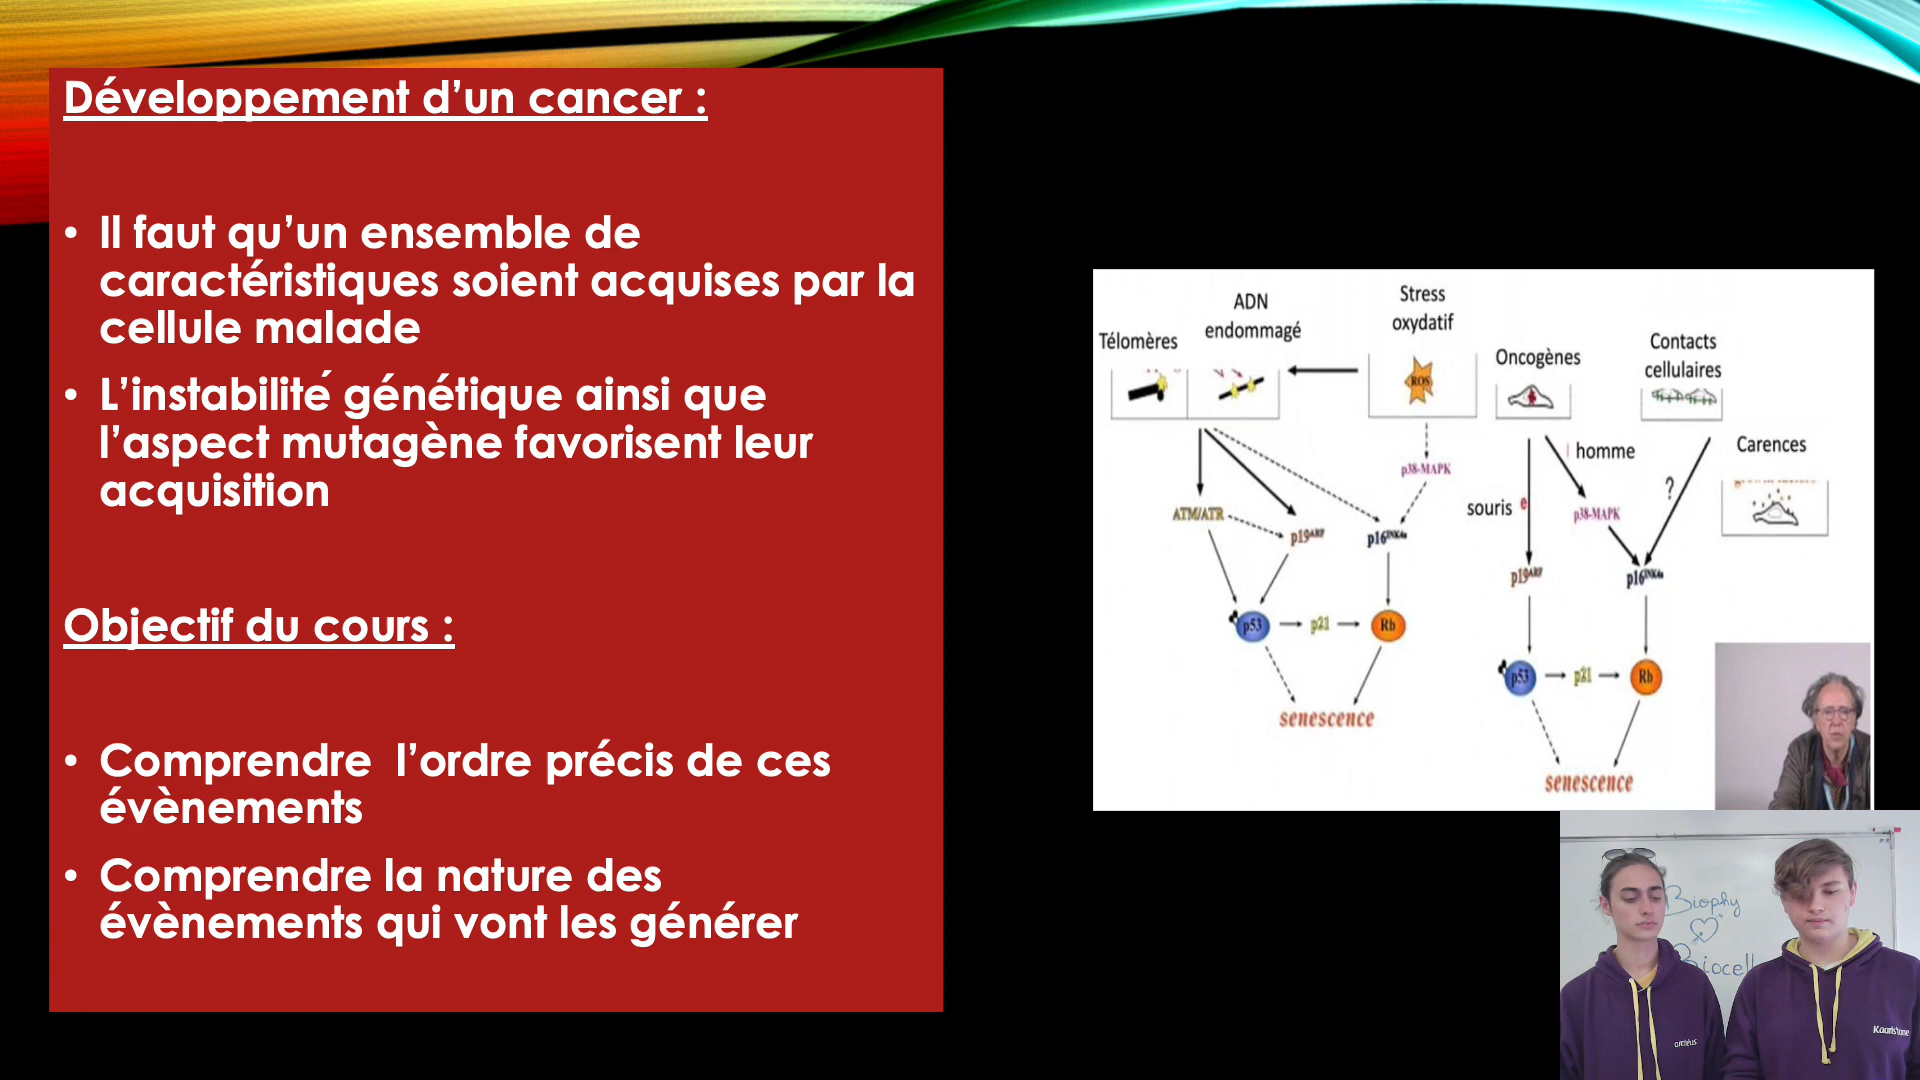 Développement d’un cancer :
• Il faut qu’un ensemble de
caractéristiques soient acquises par la
cellule malade
• L’instabilité génétique ainsi que
l’aspect mutagène favorisent leur
acquisition
Objectif du cours :
• Comprendre  l’ordre précis de ces
évènements
• Comprendre la nature des
évènements qui vont les générer
Télomères
ADN
endommagé
Stress
oxydatif
Oncogènes
Contacts
cellulaires
Carences
ROS
p38-MAPK
homme
?
souris
e
p38-MAPK
ATM/ATR
p19ARF
p16INK4a
p19ARF
p16INK4a
p53
p21
Rb
p53
p21
Rb
senescence
senescence
Biophy
Biocell
orchéus